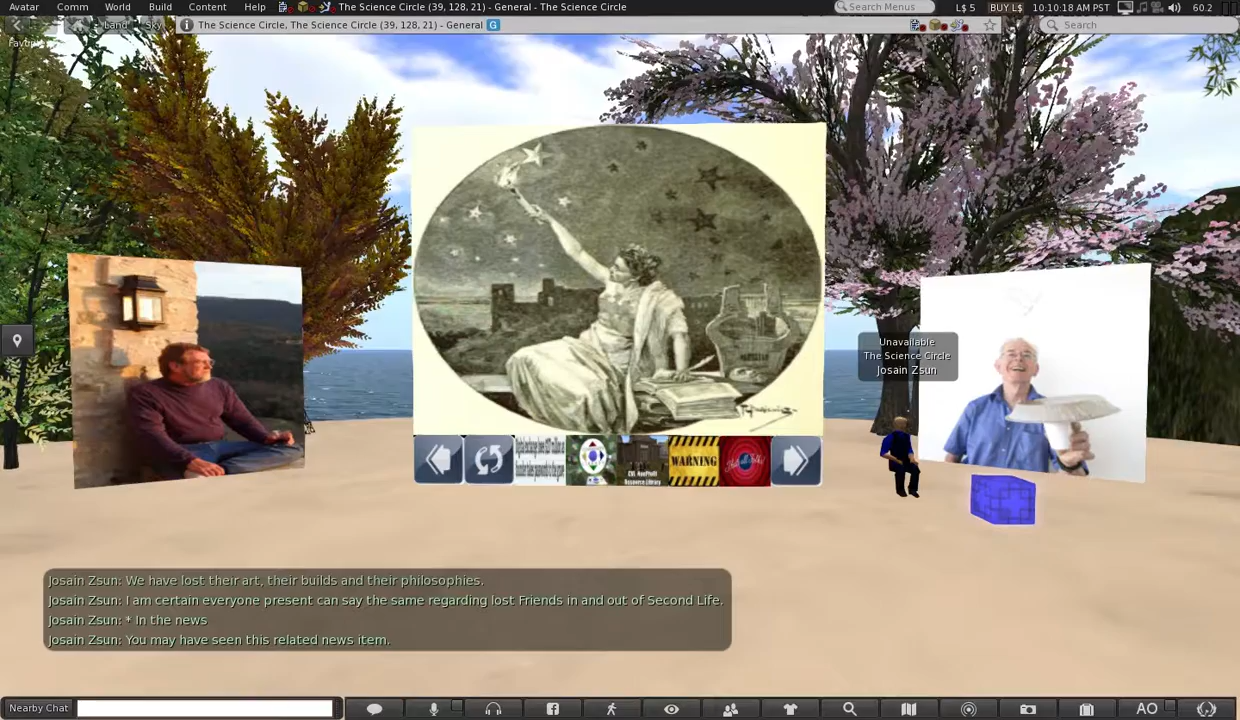 Avatar Comm World Build Content Help The Science Circle (39, 128, 21) - General - The Science Circle Search Menus L$ 5 BUY L$ 10:10:18 AM PST 60.2
Land Sky The Science Circle, The Science Circle (39, 128, 21) - General G Search
Unavailable
The Science Circle
Josain Zsun
WARNING
Resource Library
Josain Zsun: We have lost their art, their builds and their philosophies.
Josain Zsun: I am certain everyone present can say the same regarding lost Friends in and out of Second Life.
Josain Zsun: * In the news
Josain Zsun: You may have seen this related news item.
Nearby Chat AO